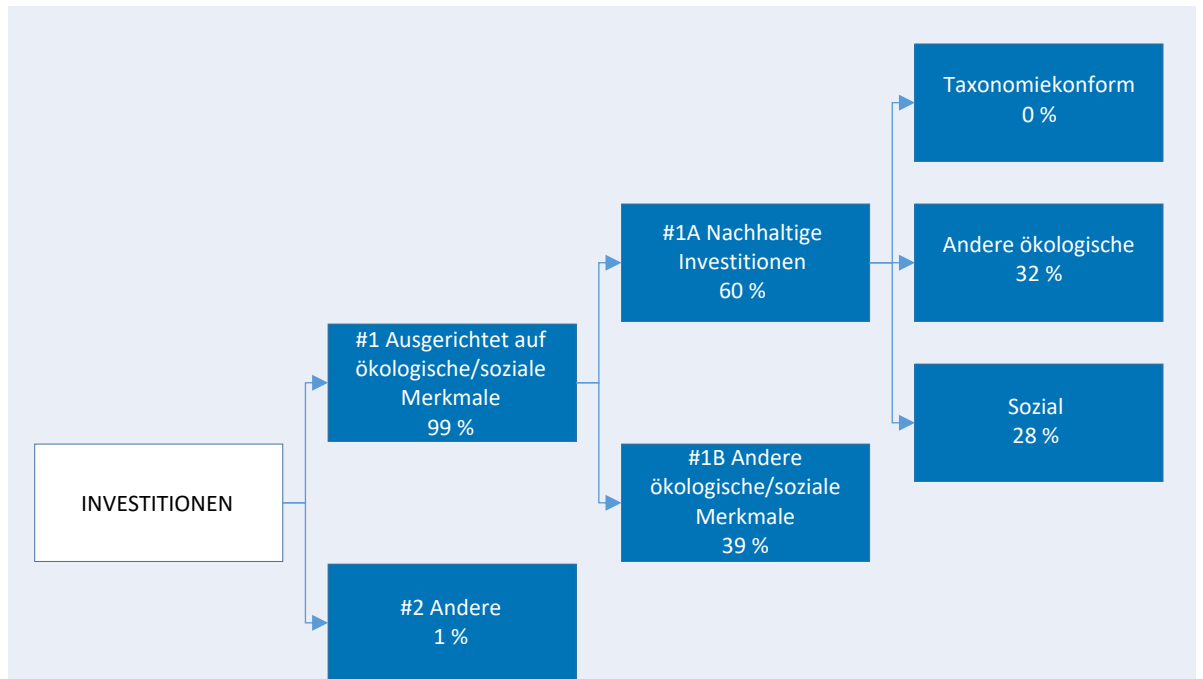 INVESTITIONEN
#1 Ausgerichtet auf
ökologische/soziale
Merkmale
99 %
#2 Andere
1 %
#1A Nachhaltige
Investitionen
60 %
#1B Andere
ökologische/soziale
Merkmale
39 %
Taxonomiekonform
0 %
Andere ökologische
32 %
Sozial
28 %